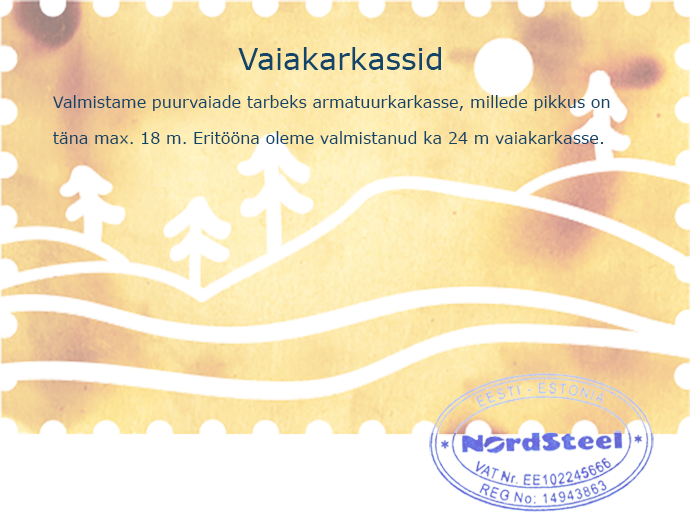 Vaiakarkassid
Valmistame puurvaiade tarbeks armatuurkarkasse, millede pikkus on
täna max. 18 m. Eritööna oleme valmistanud ka 24 m vaiakarkasse.
EESTI - ESTONIA
* NordSteel *
VAT Nr. EE102245666
REG No: 14943863